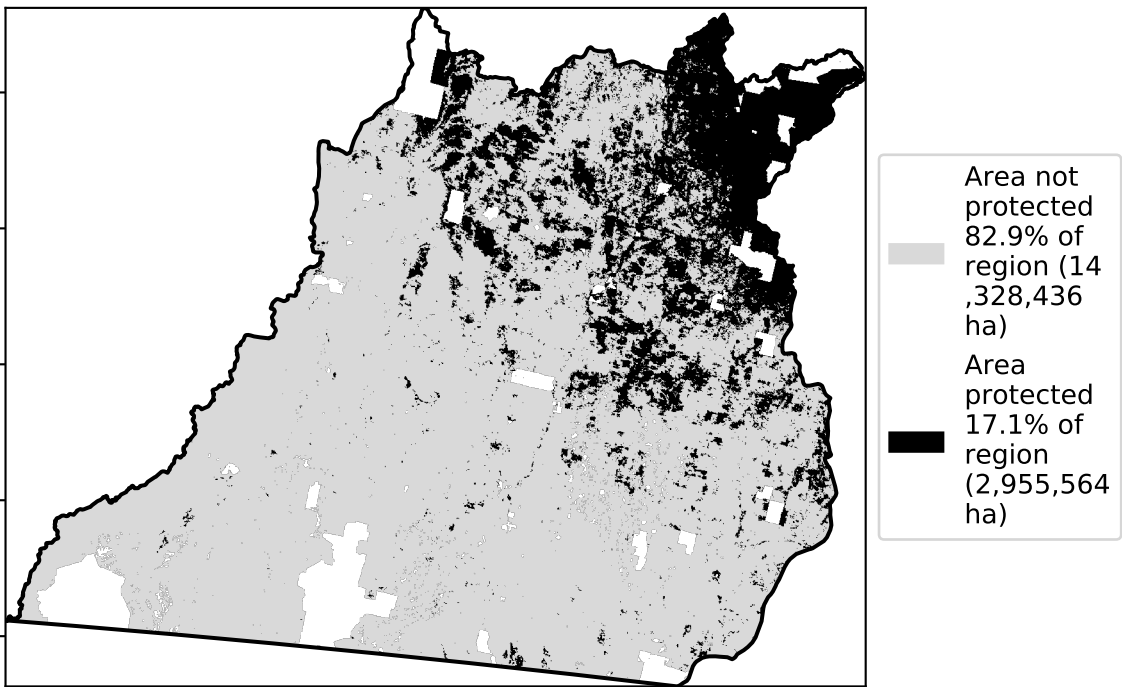 Area not
protected
82.9% of
region (14
,328,436
ha)
Area
protected
17.1% of
region
(2,955,564
ha)